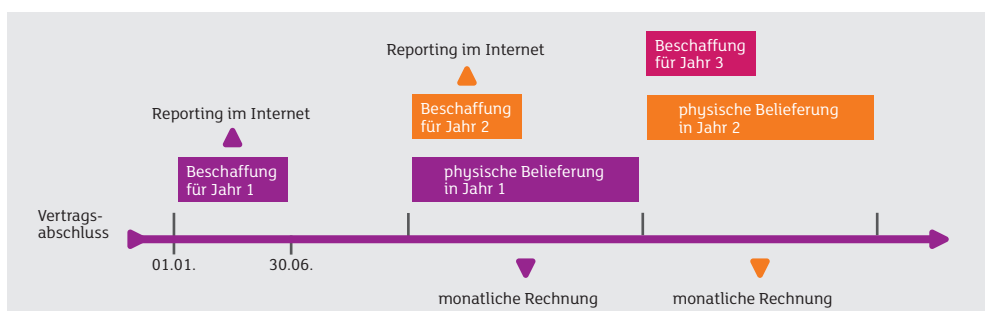 Reporting im Internet
Beschaffung
für Jahr 3
Beschaffung
für Jahr 2
physische Belieferung
in Jahr 2
Reporting im Internet
Beschaffung
für Jahr 1
physische Belieferung
in Jahr 1
Vertrags-
abschluss
01.01.
30.06.
monatliche Rechnung
monatliche Rechnung